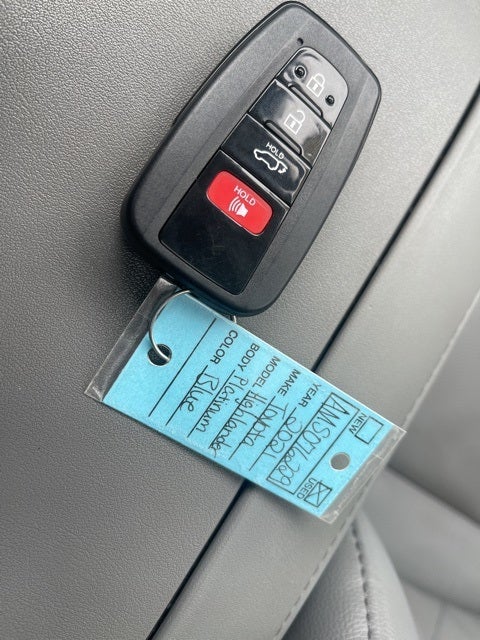 HOLD
HOLD
NEW USED
YEAR 2021
MAKE Toyota
MODEL Highlander
BODY Platinum
COLOR Blue